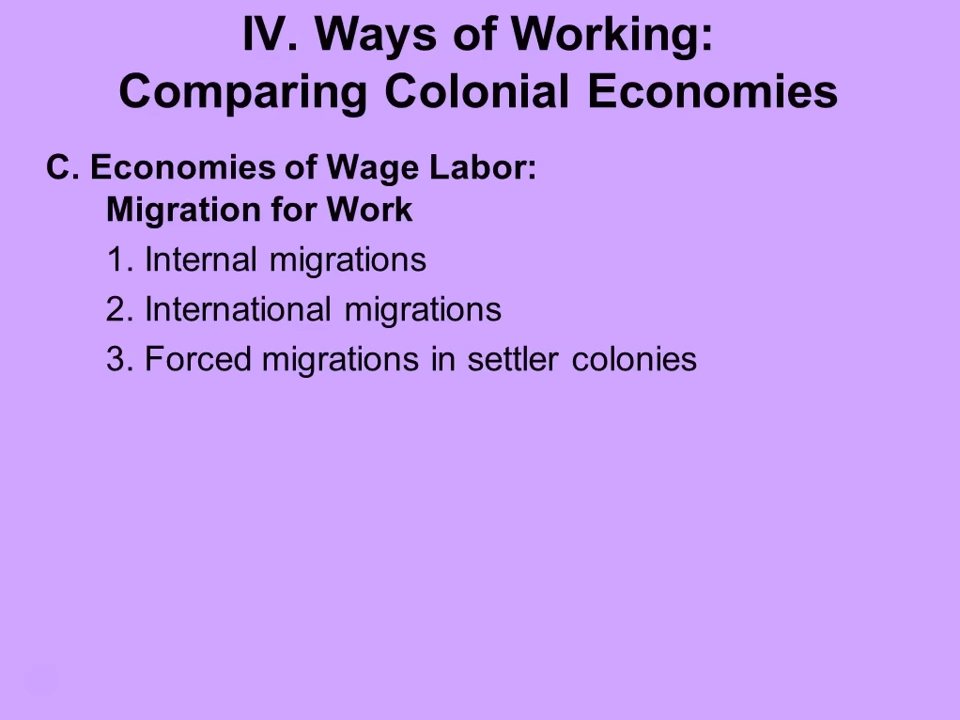 IV. Ways of Working:
Comparing Colonial Economies
C. Economies of Wage Labor:
Migration for Work
1. Internal migrations
2. International migrations
3. Forced migrations in settler colonies